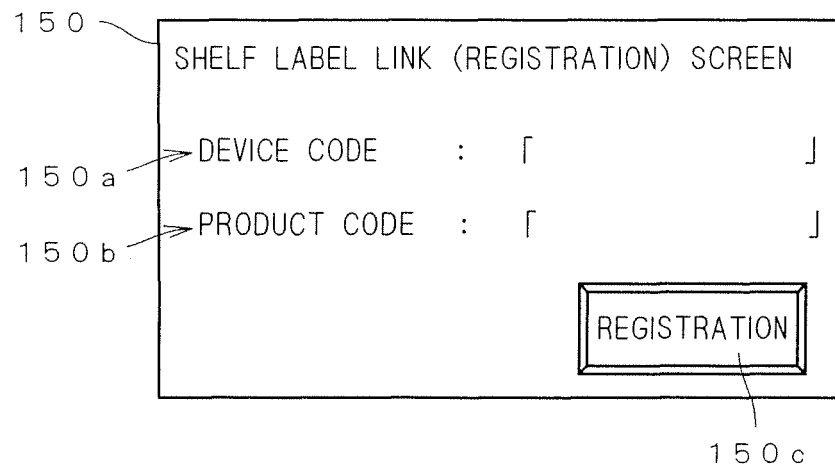 150
SHELF LABEL LINK (REGISTRATION) SCREEN
150a
DEVICE CODE : 「 」
150b
PRODUCT CODE : 「 」
REGISTRATION
150c